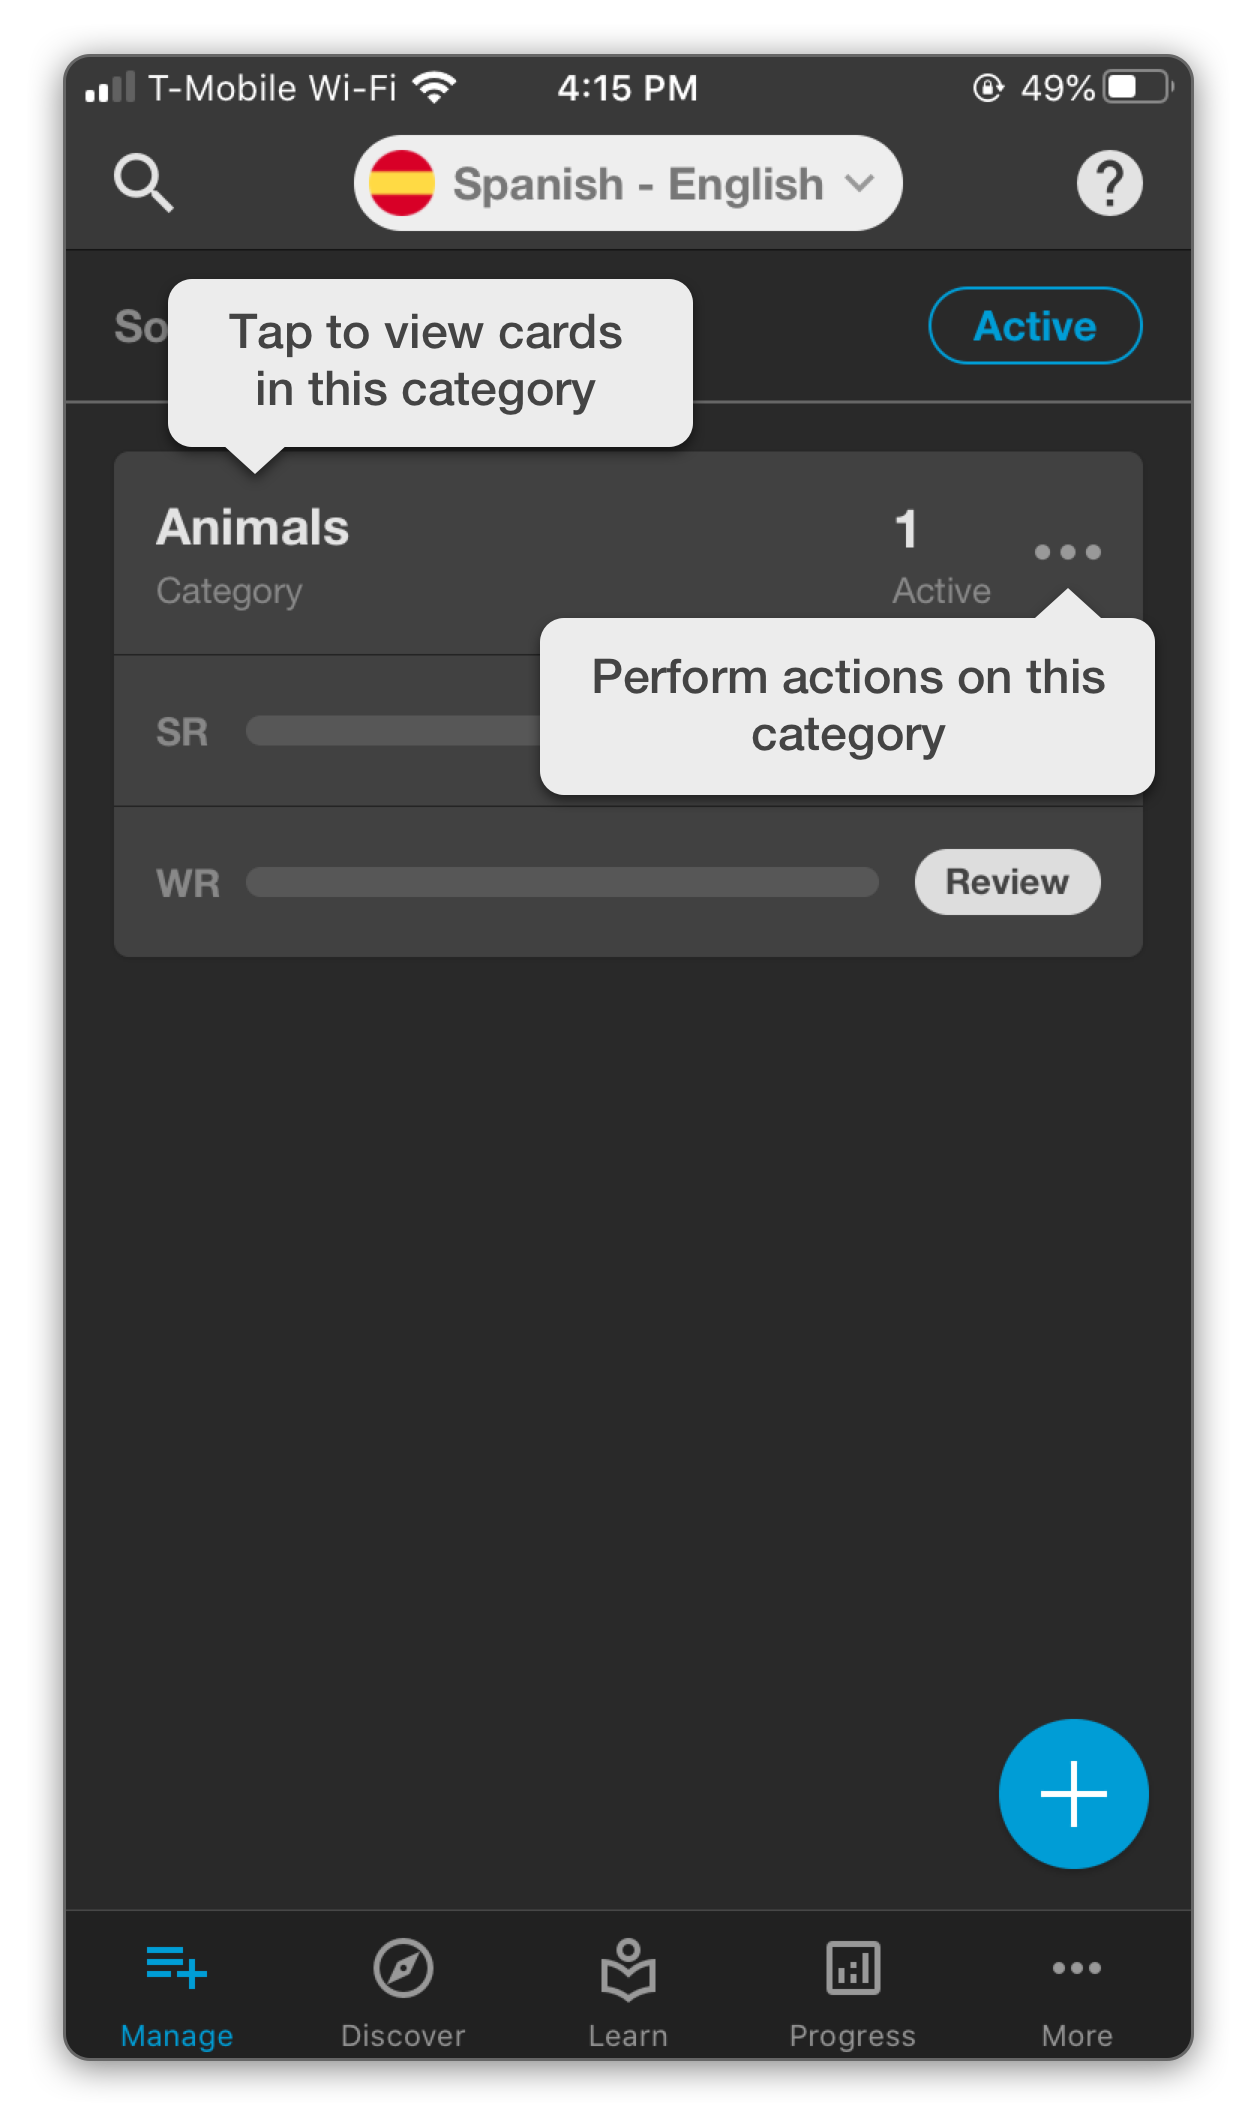 T-Mobile Wi-Fi 4:15 PM 49%
Spanish - English
?
Active
Tap to view cards
in this category
Animals
Category
1
Active
Perform actions on this
category
SR
WR
Review
Manage
Discover
Learn
Progress
More